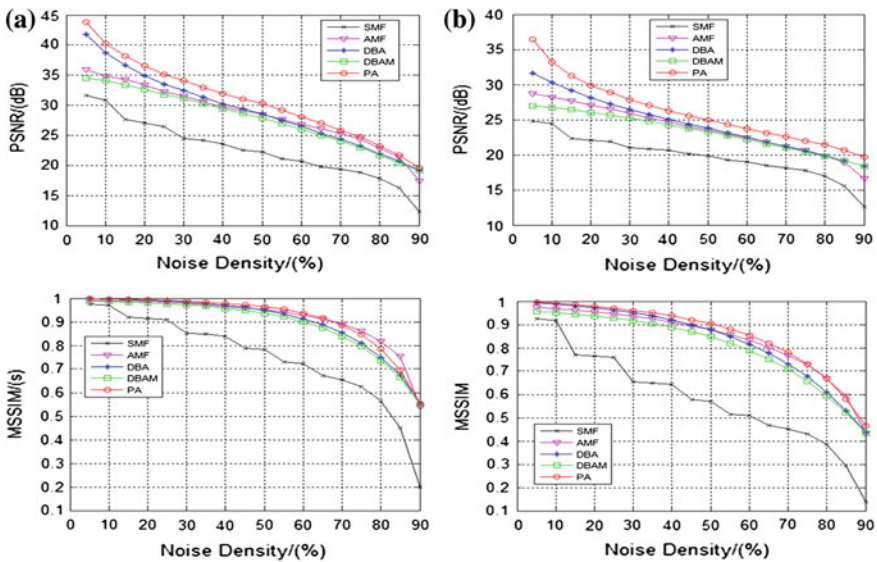 (a)
45
40
35
30
25
20
15
10
PSNR/(dB)
SMF
AMF
DBA
DBAM
PA
0 10 20 30 40 50 60 70 80 90
Noise Density/(%)
(b)
40
35
30
25
20
15
10
PSNR/(dB)
SMF
AMF
DBA
DBAM
PA
0 10 20 30 40 50 60 70 80 90
Noise Density/(%)
1
0.9
0.8
0.7
0.6
0.5
0.4
0.3
0.2
0.1
MSSIM/(s)
SMF
AMF
DBA
DBAM
PA
0 10 20 30 40 50 60 70 80 90
Noise Density/(%)
1
0.9
0.8
0.7
0.6
0.5
0.4
0.3
0.2
0.1
MSSIM
SMF
AMF
DBA
DBAM
PA
0 10 20 30 40 50 60 70 80 90
Noise Density/(%)